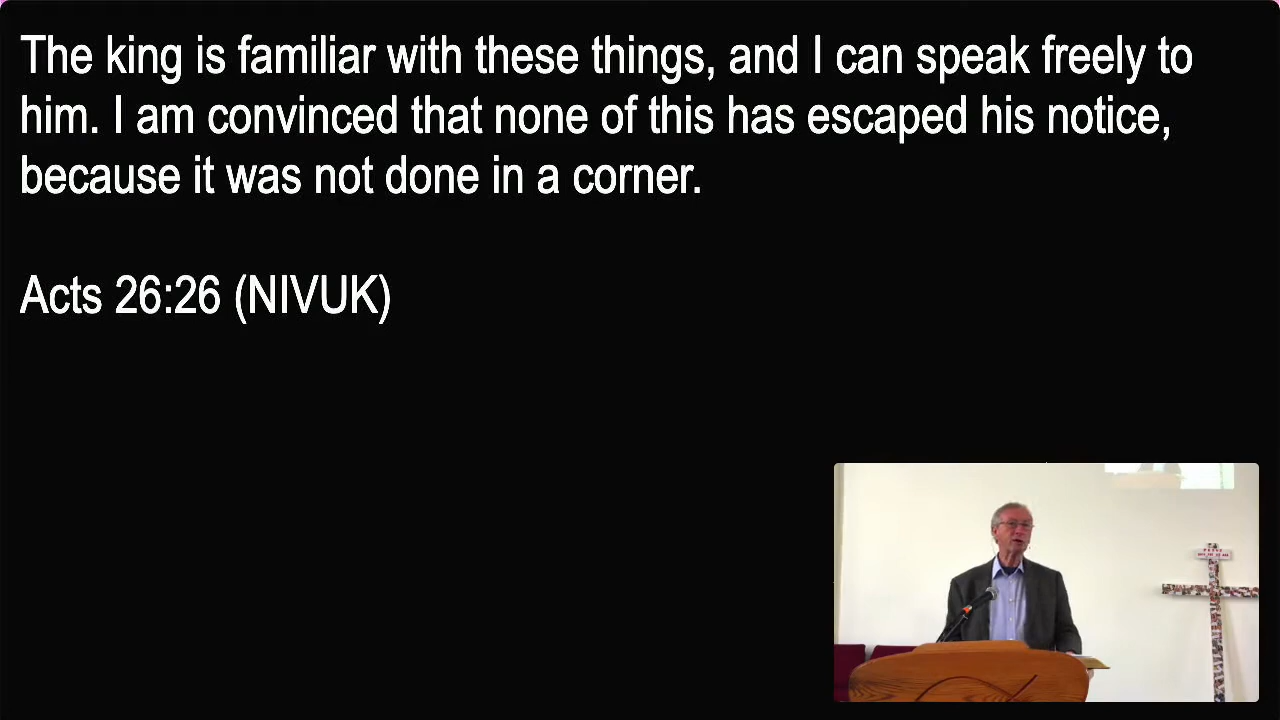 The king is familiar with these things, and I can speak freely to
him. I am convinced that none of this has escaped his notice,
because it was not done in a corner.
Acts 26:26 (NIVUK)